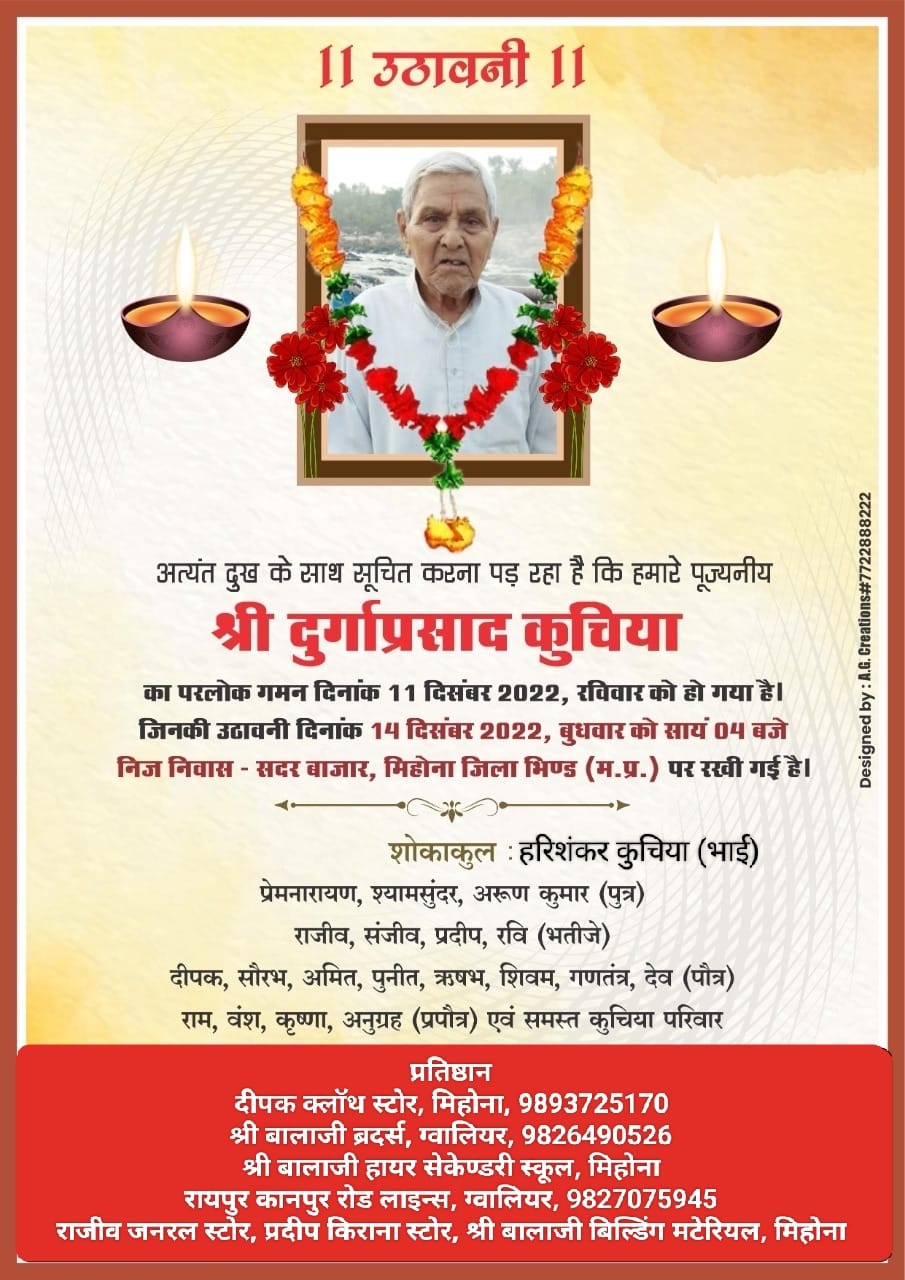 ।। उठावनी ।।
अत्यंत दुख के साथ सूचित करना पड़ रहा है कि हमारे पूज्यनीय
श्री दुर्गाप्रसाद कुचिया
का परलोक गमन दिनांक 11 दिसंबर 2022, रविवार को हो गया है।
जिनकी उठावनी दिनांक 14 दिसंबर 2022, बुधवार को सायं 04 बजे
निज निवास - सदर बाजार, मिहोना जिला भिण्ड (म.प्र.) पर रखी गई है।
शोकाकुल : हरिशंकर कुचिया (भाई)
प्रेमनारायण, श्यामसुंदर, अरूण कुमार (पुत्र)
राजीव, संजीव, प्रदीप, रवि (भतीजे)
दीपक, सौरभ, अमित, पुनीत, ऋषभ, शिवम, गणतंत्र, देव (पौत्र)
राम, वंश, कृष्णा, अनुग्रह (प्रपौत्र) एवं समस्त कुचिया परिवार
प्रतिष्ठान
दीपक क्लॉथ स्टोर, मिहोना, 9893725170
श्री बालाजी ब्रदर्स, ग्वालियर, 9826490526
श्री बालाजी हायर सेकेण्डरी स्कूल, मिहोना
रायपुर कानपुर रोड लाइन्स, ग्वालियर, 9827075945
राजीव जनरल स्टोर, प्रदीप किराना स्टोर, श्री बालाजी बिल्डिंग मटेरियल, मिहोना
Designed by : A.G. Creations#7722888222